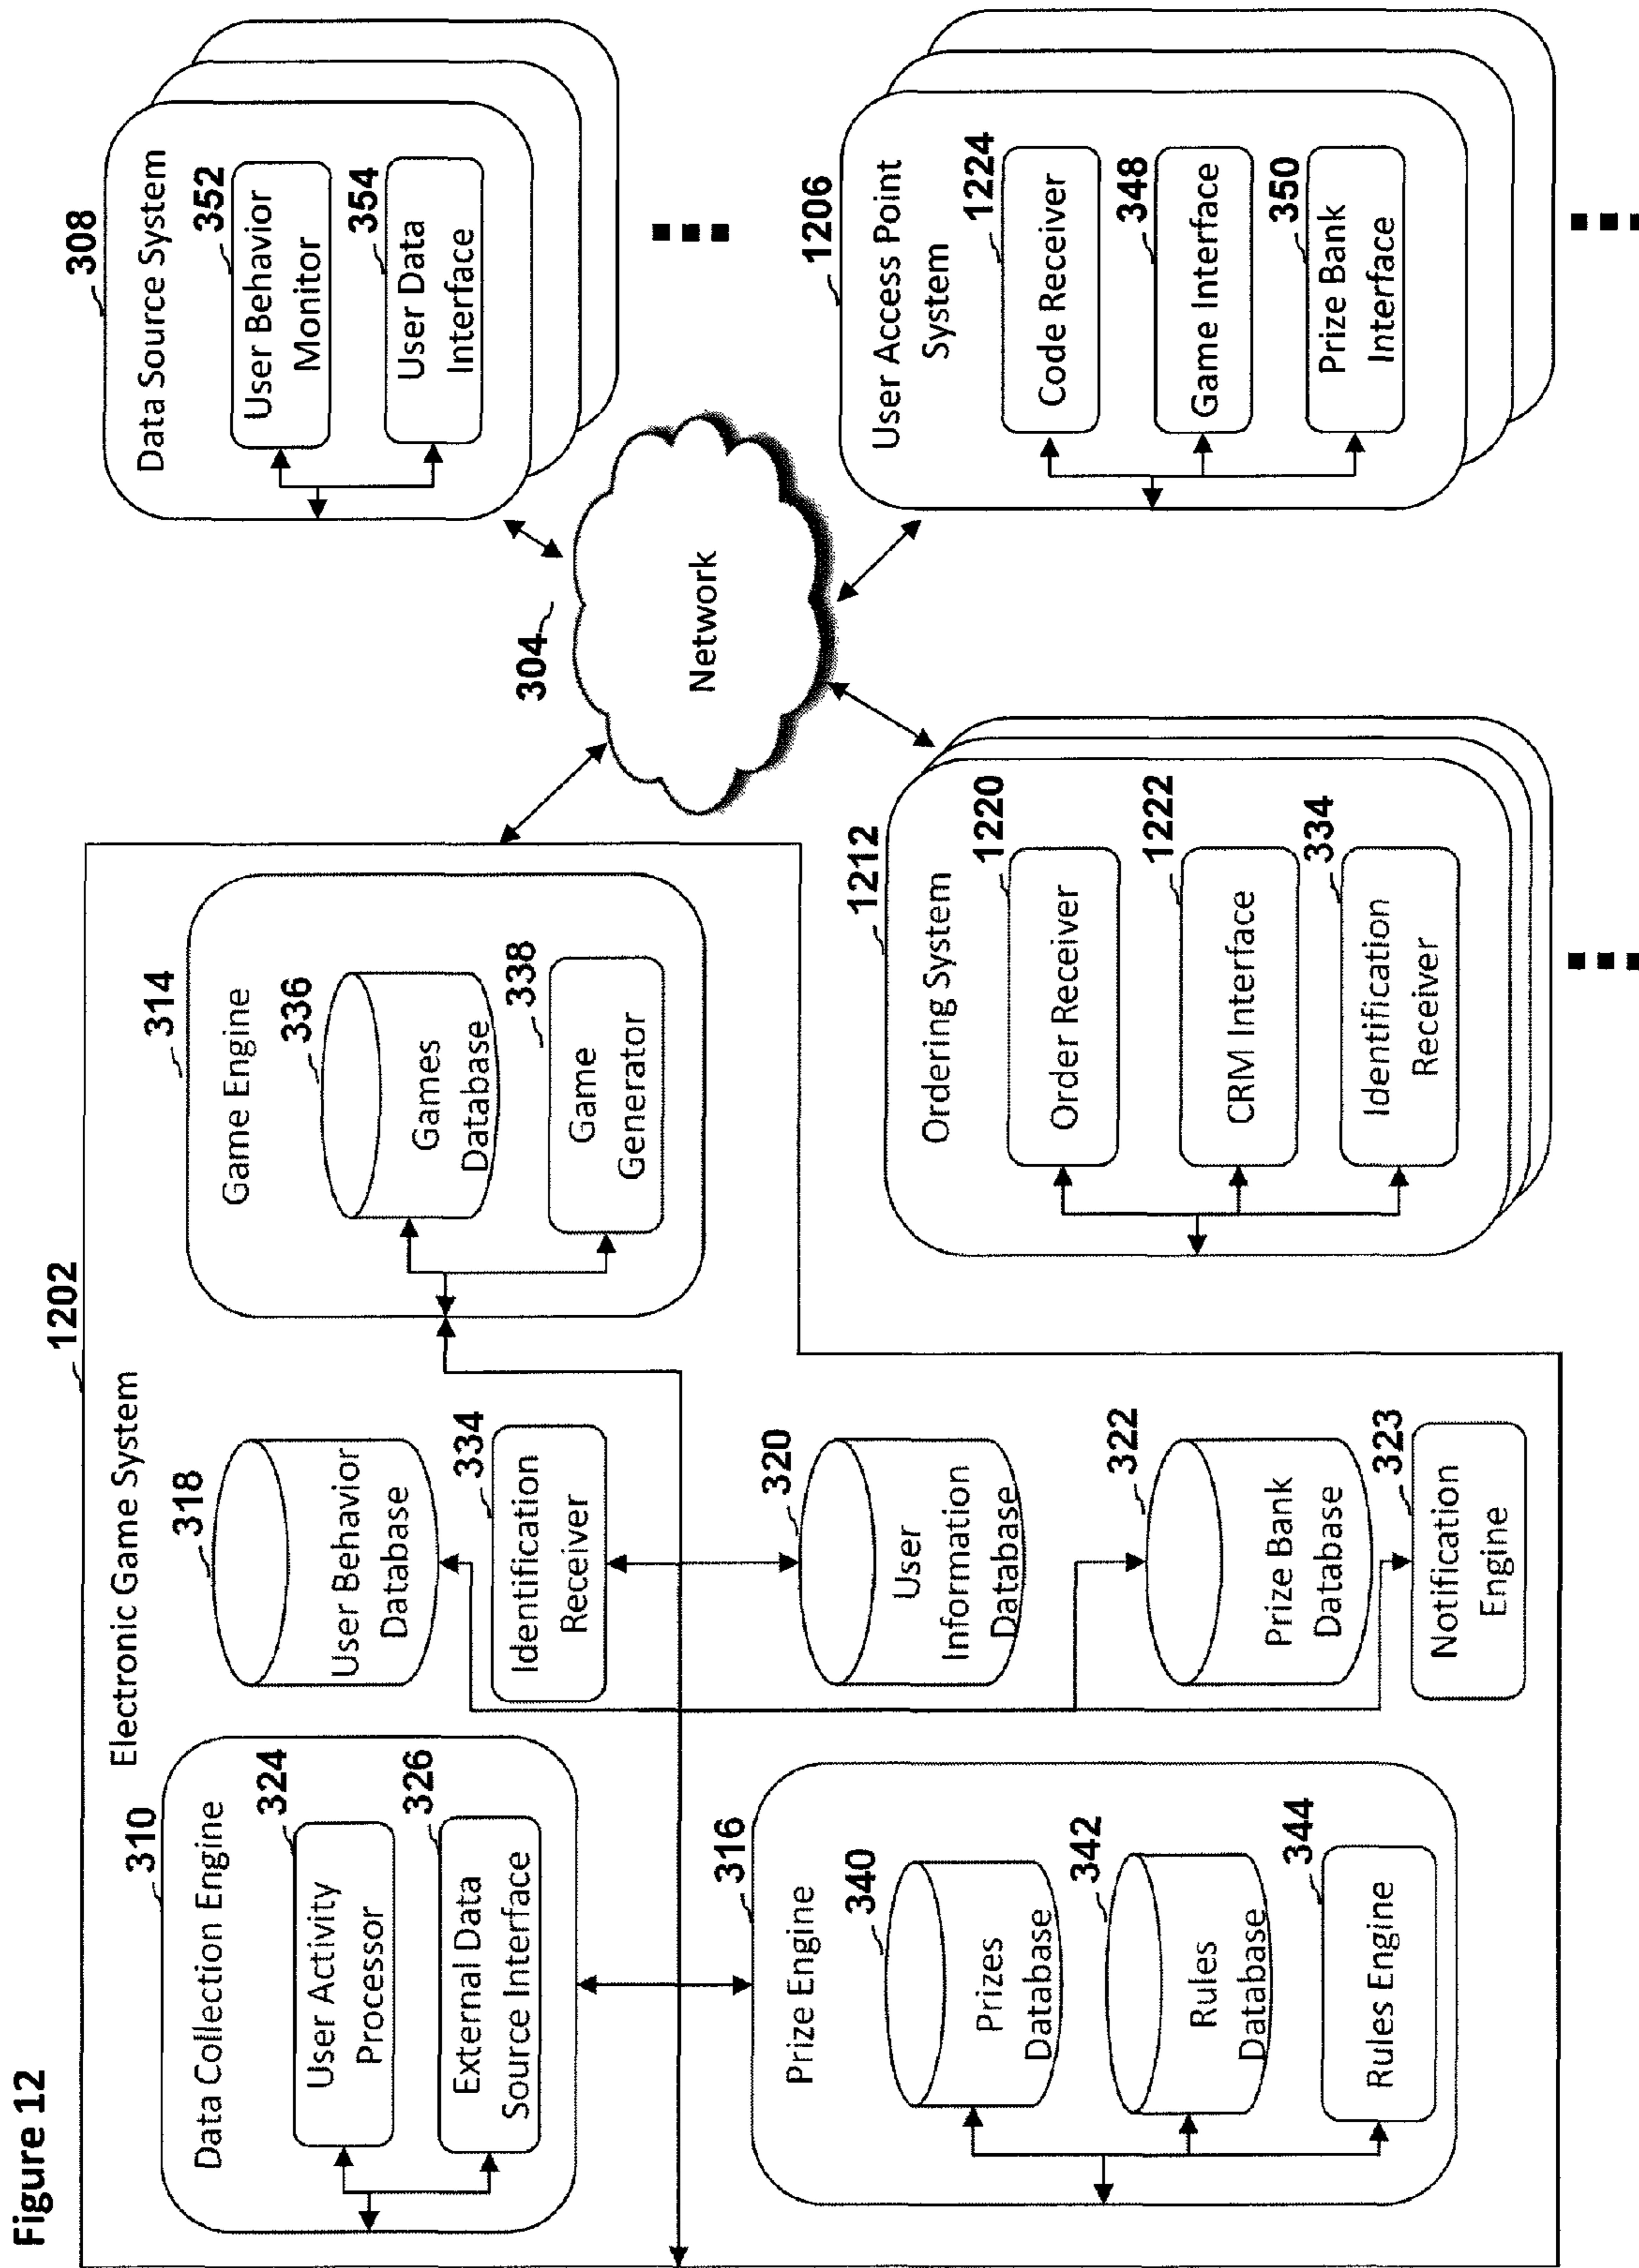 Figure 12
1202
Electronic Game System
310
Data Collection Engine
324
User Activity
Processor
326
External Data
Source Interface
318
User Behavior
Database
334
Identification
Receiver
314
Game Engine
336
Games
Database
338
Game
Generator
316
Prize Engine
340
Prizes
Database
342
Rules
Database
344
Rules Engine
320
User
Information
Database
322
Prize Bank
Database
323
Notification
Engine
304
Network
308
Data Source System
352
User Behavior
Monitor
354
User Data
Interface
1212
Ordering System
1220
Order Receiver
1222
CRM Interface
334
Identification
Receiver
1206
User Access Point
System
1224
Code Receiver
348
Game Interface
350
Prize Bank
Interface